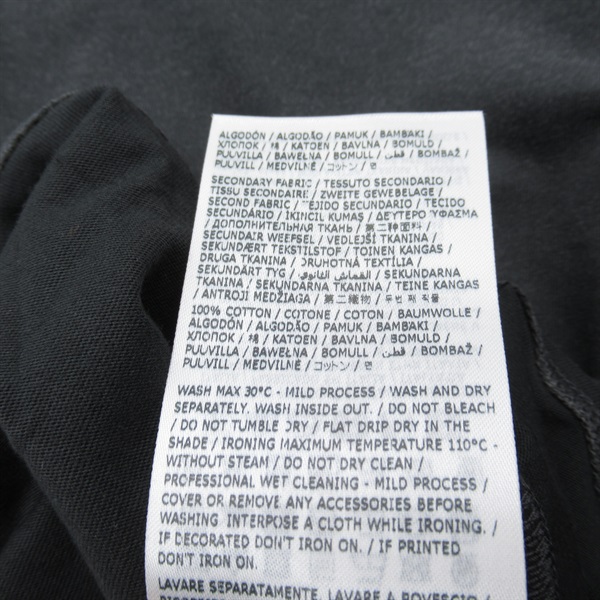 ALGODÓN / ALGODÃO / PAMUK / BAMBAKI /
ХЛОПОК / 棉 / KATOEN / BAVLNA / BOMULD /
PUUVILLA / BAWEŁNA / BOMULL / قطن / BOMBAŽ /
PUUVILL / MEDVILNĖ / コットン / 면
SECONDARY FABRIC / TESSUTO SECONDARIO /
TISSU SECONDAIRE / ZWEITE GEWEBELAGE /
SECOND FABRIC / TEJIDO SECUNDARIO / TECIDO
SECUNDÁRIO / İKINCIL KUMAŞ / ΔΕΥΤΕΡΟ ΎΦΑΣΜΑ
/ ДОПОЛНИТЕЛЬНАЯ ТКАНЬ / 第二种面料 /
SECUNDAIR WEEFSEL / VEDLEJŠÍ TKANINA /
SEKUNDÆRT TEKSTILSTOF / TOINEN KANGAS /
DRUGA TKANINA / DRUHOTNÁ TEXTÍLIA /
SEKUNDÄRT TYG / القماش الثانوي / SEKUNDARNA
TKANINA / SEKUNDARNA TKANINA / TEINE KANGAS
/ ANTROJI MEDŽIAGA / 第二織物 / 두번째 직물
100% COTTON / COTONE / COTON / BAUMWOLLE /
ALGODÓN / ALGODÃO / PAMUK / BAMBAKI /
ХЛОПОК / 棉 / KATOEN / BAVLNA / BOMULD
PUUVILLA / BAWEŁNA / BOMULL / قطن / BOMBAŽ /
PUUVILL / MEDVILNĖ / コットン / 면
WASH MAX 30°C - MILD PROCESS / WASH AND DRY
SEPARATELY. WASH INSIDE OUT. / DO NOT BLEACH
/ DO NOT TUMBLE DRY / FLAT DRIP DRY IN THE
SHADE / IRONING MAXIMUM TEMPERATURE 110°C -
WITHOUT STEAM / DO NOT DRY CLEAN /
PROFESSIONAL WET CLEANING - MILD PROCESS /
COVER OR REMOVE ANY ACCESSORIES BEFORE
WASHING INTERPOSE A CLOTH WHILE IRONING. /
IF DECORATED DON'T IRON ON. / IF PRINTED
DON'T IRON ON.
LAVARE SEPARATAMENTE. LAVARE A ROVESCIO /